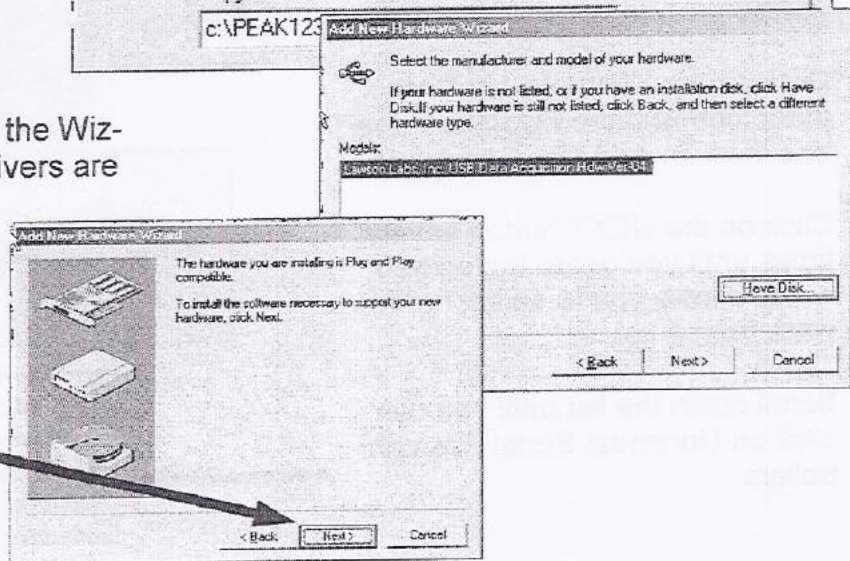 c:\PEAK123
Add New Hardware Wizard
Select the manufacturer and model of your hardware.
If your hardware is not listed, or if you have an installation disk, click Have
Disk.If your hardware is still not listed, click Back, and then select a different
hardware type.
Models:
Lawson Labs, Inc. USB Data Acquisition
Have Disk...
< Back Next > Cancel
the Wiz-
ivers are
Add New Hardware Wizard
The hardware you are installing is Plug and Play
compatible.
To install the software necessary to support your new
hardware, click Next.
< Back Next > Cancel
Click on the NEXT button
Scroll down the list until you
click on Universal Serial Bus
trollers